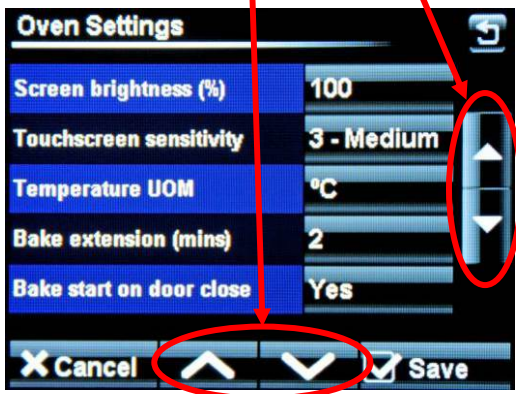 Oven Settings
Screen brightness (%) 100
Touchscreen sensitivity 3 - Medium
Temperature UOM ºC
Bake extension (mins) 2
Bake start on door close Yes
Cancel Save